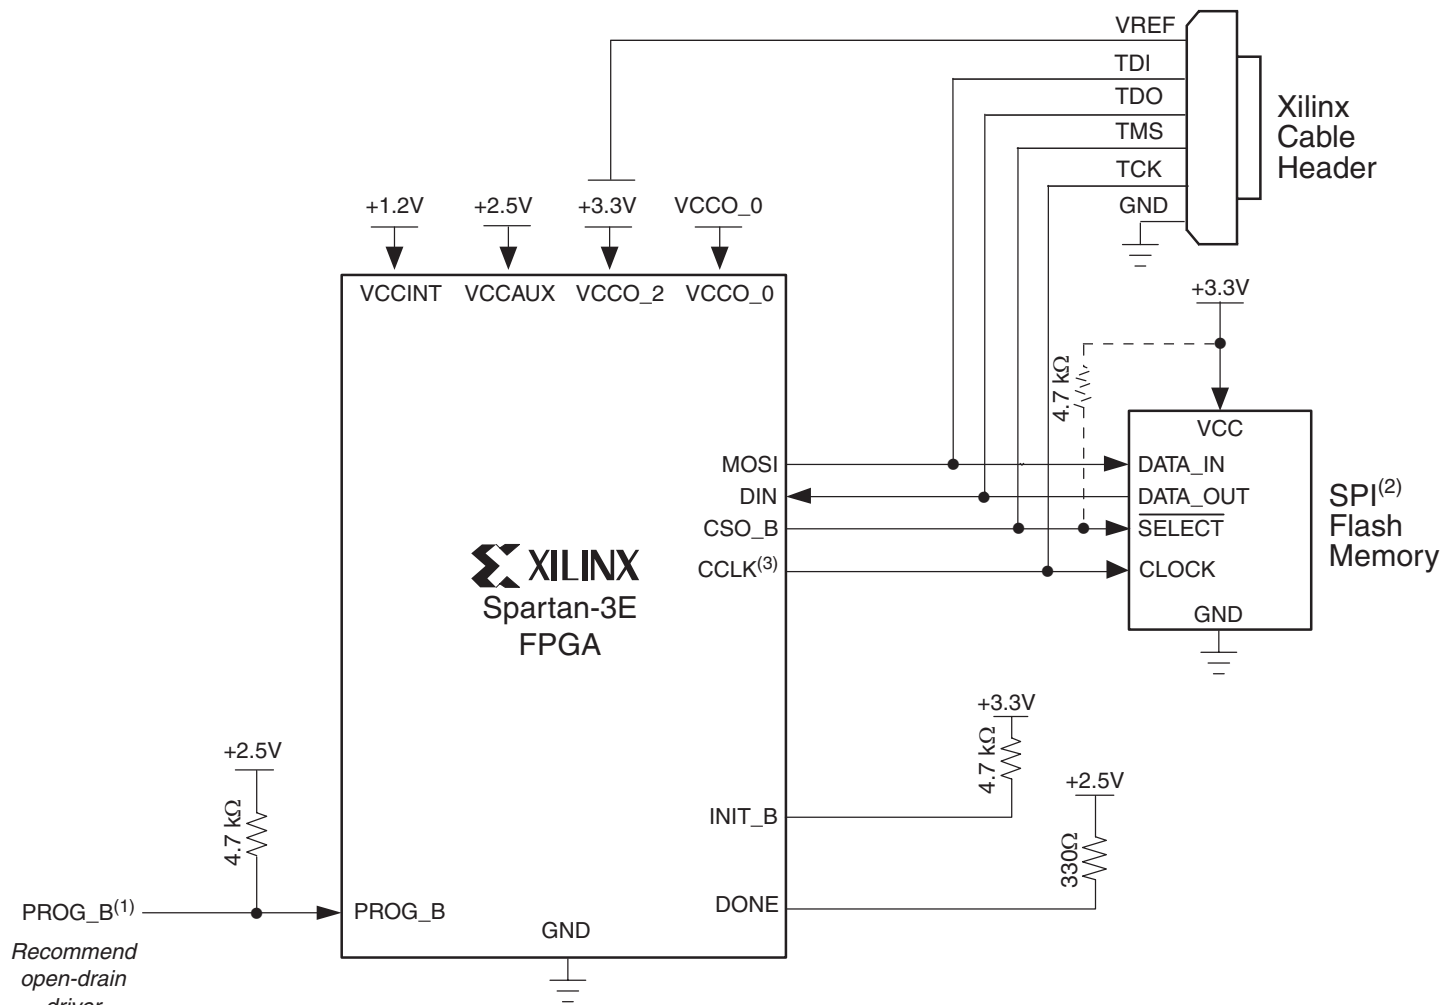 VREF
TDI
TDO
TMS
TCK
GND
Xilinx
Cable
Header
+1.2V
+2.5V
+3.3V
VCCO_0
VCCINT
VCCAUX
VCCO_2
VCCO_0
+3.3V
4.7 kΩ
VCC
MOSI
DIN
CSO_B
CCLK(3)
DATA_IN
DATA_OUT
SELECT
CLOCK
GND
SPI(2)
Flash
Memory
XILINX
Spartan-3E
FPGA
+3.3V
4.7 kΩ
INIT_B
+2.5V
330Ω
DONE
+2.5V
4.7 kΩ
PROG_B(1)
PROG_B
GND
Recommend
open-drain
driver